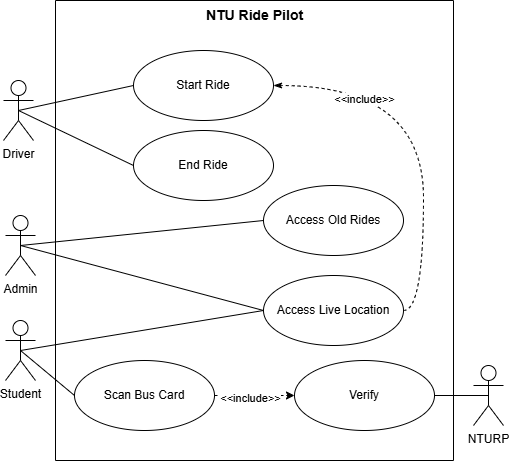 NTU Ride Pilot
Start Ride
<<include>>
Driver
End Ride
Access Old Rides
Admin
Access Live Location
Student
Scan Bus Card
<<include>>
Verify
NTURP